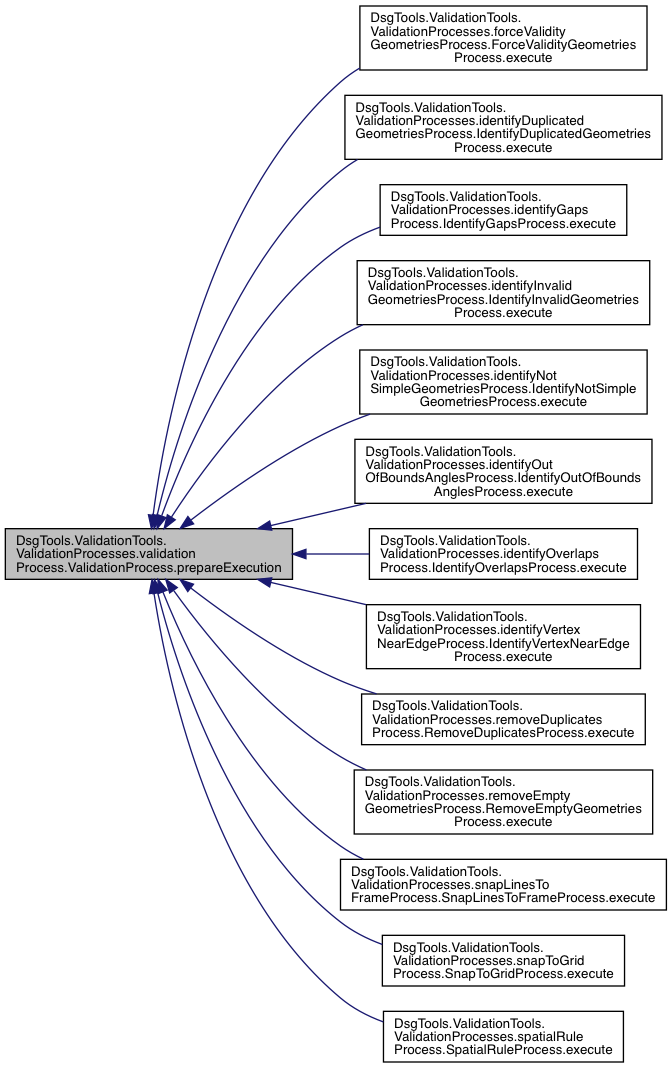 DsgTools.ValidationTools.
ValidationProcesses.forceValidity
GeometriesProcess.ForceValidityGeometries
Process.execute
DsgTools.ValidationTools.
ValidationProcesses.identifyDuplicated
GeometriesProcess.IdentifyDuplicatedGeometries
Process.execute
DsgTools.ValidationTools.
ValidationProcesses.identifyGaps
Process.IdentifyGapsProcess.execute
DsgTools.ValidationTools.
ValidationProcesses.identifyInvalid
GeometriesProcess.IdentifyInvalidGeometries
Process.execute
DsgTools.ValidationTools.
ValidationProcesses.identifyNot
SimpleGeometriesProcess.IdentifyNotSimple
GeometriesProcess.execute
DsgTools.ValidationTools.
ValidationProcesses.identifyOut
OfBoundsAnglesProcess.IdentifyOutOfBounds
AnglesProcess.execute
DsgTools.ValidationTools.
ValidationProcesses.validation
Process.ValidationProcess.prepareExecution
DsgTools.ValidationTools.
ValidationProcesses.identifyOverlaps
Process.IdentifyOverlapsProcess.execute
DsgTools.ValidationTools.
ValidationProcesses.identifyVertex
NearEdgeProcess.IdentifyVertexNearEdge
Process.execute
DsgTools.ValidationTools.
ValidationProcesses.removeDuplicates
Process.RemoveDuplicatesProcess.execute
DsgTools.ValidationTools.
ValidationProcesses.removeEmpty
GeometriesProcess.RemoveEmptyGeometries
Process.execute
DsgTools.ValidationTools.
ValidationProcesses.snapLinesTo
FrameProcess.SnapLinesToFrameProcess.execute
DsgTools.ValidationTools.
ValidationProcesses.snapToGrid
Process.SnapToGridProcess.execute
DsgTools.ValidationTools.
ValidationProcesses.spatialRule
Process.SpatialRuleProcess.execute